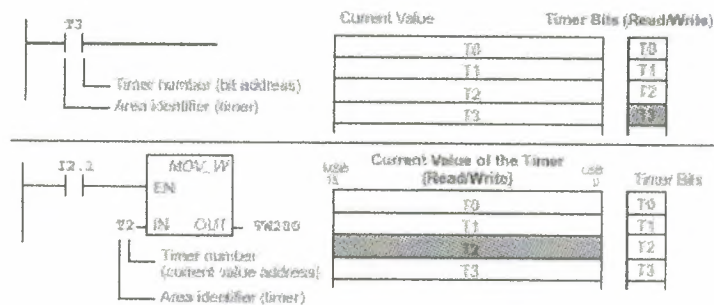 T3
Timer number (bit address)
Area identifier (timer)
Current Value
Timer Bits (Read/Write)
T0
T0
T1
T1
T2
T2
T3
T3
I2.1
MOV_W
EN
T2
IN
OUT
VW200
Timer number
(current value address)
Area identifier (timer)
MSB
15
Current Value of the Timer
(Read/Write)
LSB
0
Timer Bits
T0
T0
T1
T1
T2
T2
T3
T3